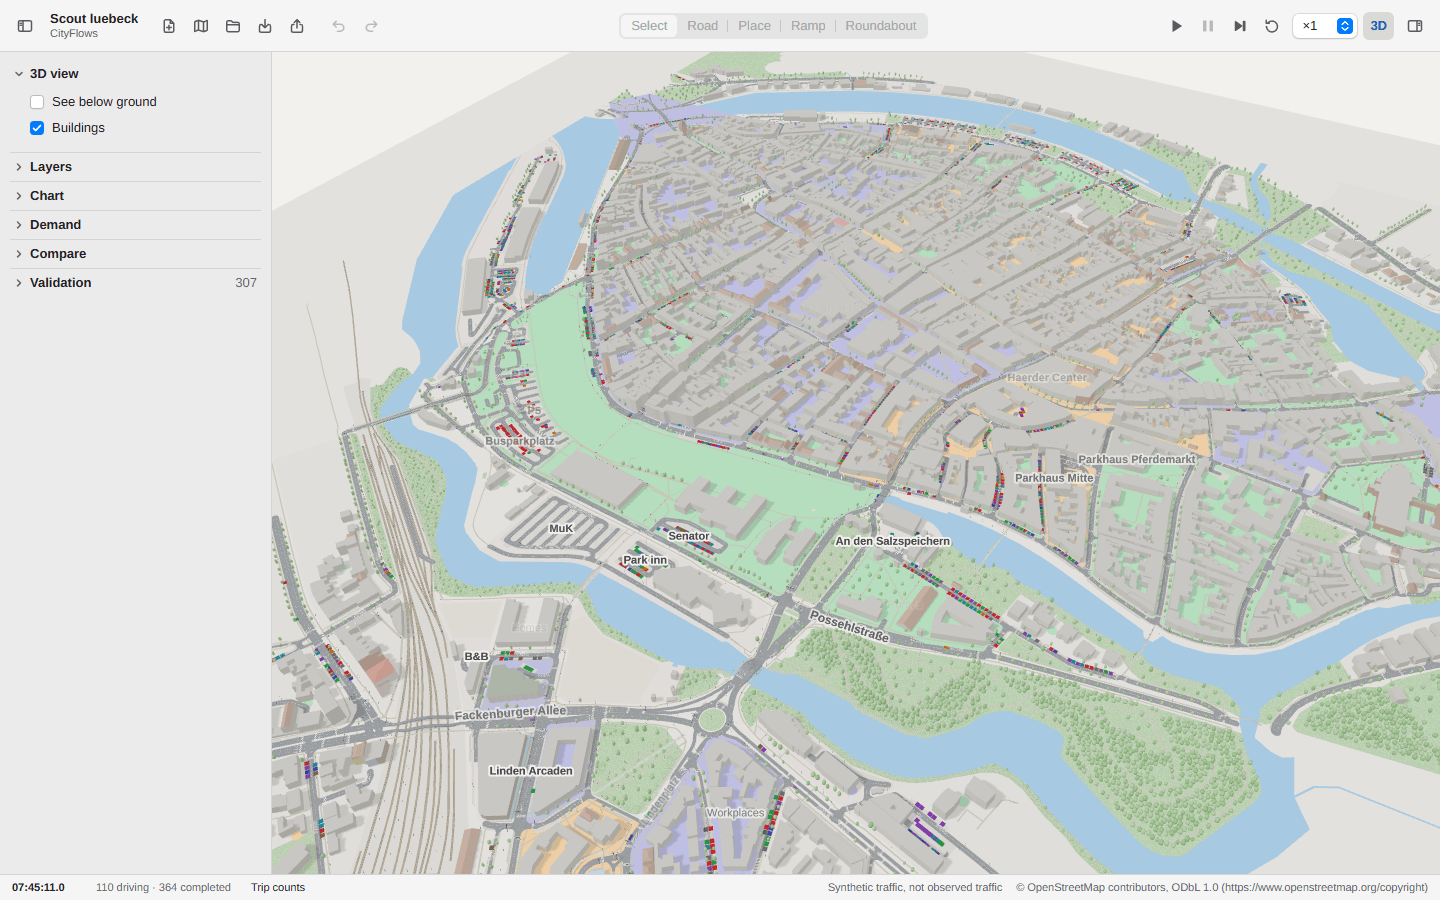 Scout luebeck
CityFlows
Select
Road
Place
Ramp
Roundabout
×1
3D
3D view
See below ground
Buildings
Layers
Chart
Demand
Compare
Validation
307
Haerder Center
P5
Busparkplatz
Parkhaus Pferdemarkt
Parkhaus Mitte
MuK
Senator
An den Salzspeichern
Park inn
Possehlstraße
B&B
Fackenburger Allee
Linden Arcaden
Workplaces
07:45:11.0
110 driving · 364 completed
Trip counts
Synthetic traffic, not observed traffic
© OpenStreetMap contributors, ODbL 1.0 (https://www.openstreetmap.org/copyright)